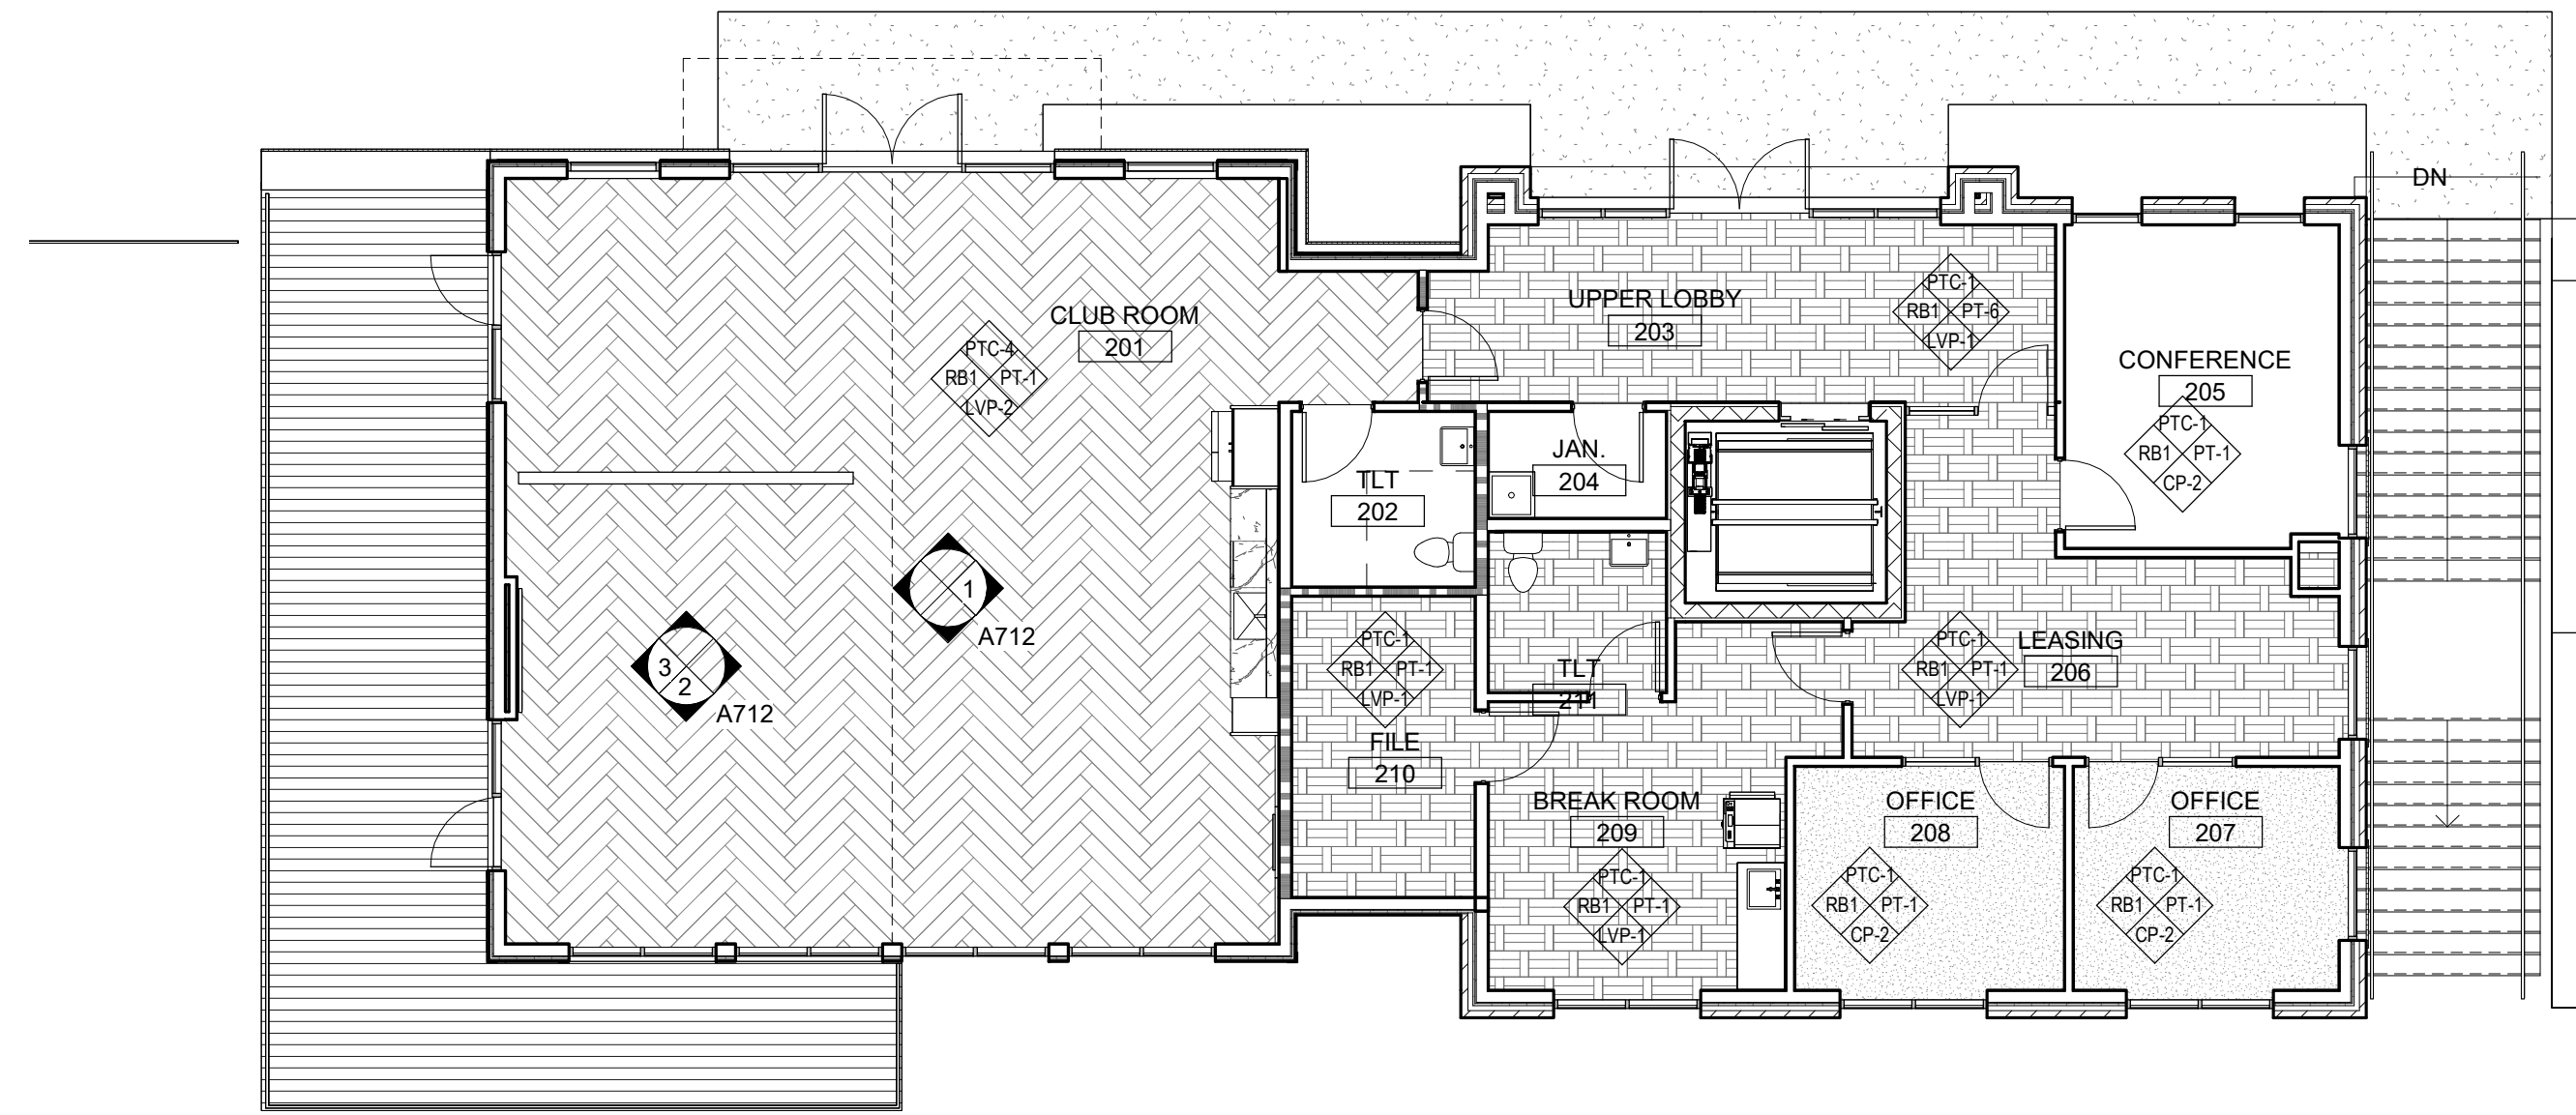 DN
CLUB ROOM
201
PTC-4
RB1 PT-1
LVP-2
UPPER LOBBY
203
PTC-1
RB1 PT-6
LVP-1
CONFERENCE
205
PTC-1
RB1 PT-1
CP-2
TLT
202
JAN.
204
1
A712
3
2
A712
PTC-1
RB1 PT-1
LVP-1
FILE
210
TLT
211
LEASING
206
PTC-1
RB1 PT-1
LVP-1
BREAK ROOM
209
PTC-1
RB1 PT-1
LVP-1
OFFICE
208
PTC-1
RB1 PT-1
CP-2
OFFICE
207
PTC-1
RB1 PT-1
CP-2